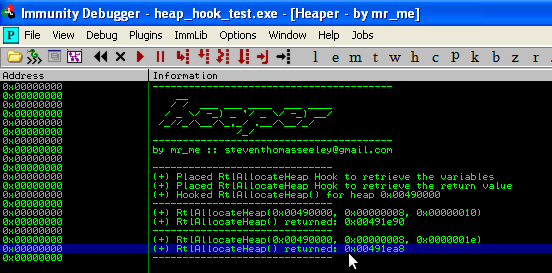 Immunity Debugger - heap_hook_test.exe - [Heaper - by mr_me]
P File View Debug Plugins ImmLib Options Window Help Jobs
l e m t w h c p k b z r
Address Information
0x00000000 ----------------------------------------
0x00000000
0x00000000
0x00000000 heaper
0x00000000
0x00000000
0x00000000 ----------------------------------------
0x00000000 by mr_me :: steventhomasseeley@gmail.com
0x00000000 ----------------------------------------
0x00000000 ------------------------------
0x00000000 (+) Placed RtlAllocateHeap Hook to retrieve the variables
0x00000000 (+) Placed RtlAllocateHeap Hook to retrieve the return value
0x00000000 (+) Hooked RtlAllocateHeap() for heap 0x00490000
0x00000000 ------------------------------
0x00000000 (+) RtlAllocateHeap(0x00490000, 0x00000008, 0x00000010)
0x00000000 (+) RtlAllocateHeap() returned: 0x00491e90
0x00000000 ------------------------------
0x00000000 (+) RtlAllocateHeap(0x00490000, 0x00000008, 0x0000001e)
0x00000000 (+) RtlAllocateHeap() returned: 0x00491ea8
0x00000000 ------------------------------